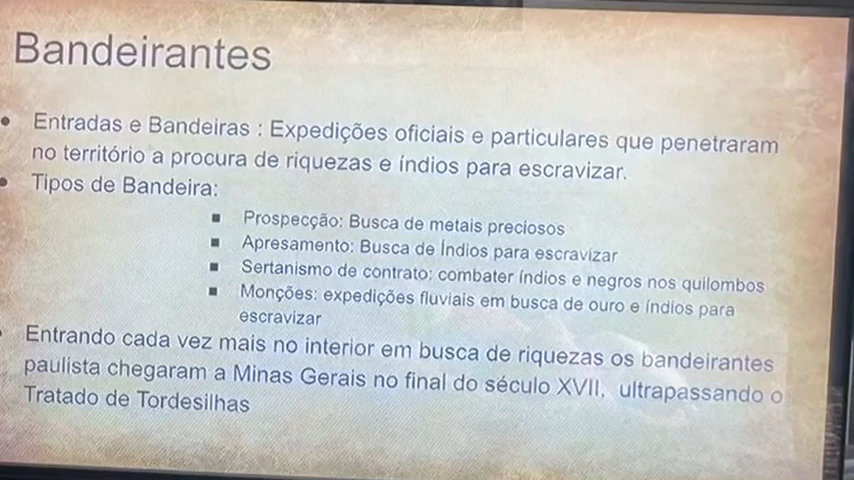 Bandeirantes
• Entradas e Bandeiras : Expedições oficiais e particulares que penetraram
no território a procura de riquezas e índios para escravizar.
• Tipos de Bandeira:
■ Prospecção: Busca de metais preciosos
■ Apresamento: Busca de Índios para escravizar
■ Sertanismo de contrato: combater índios e negros nos quilombos
■ Monções: expedições fluviais em busca de ouro e índios para
escravizar
• Entrando cada vez mais no interior em busca de riquezas os bandeirantes
paulista chegaram a Minas Gerais no final do século XVII, ultrapassando o
Tratado de Tordesilhas